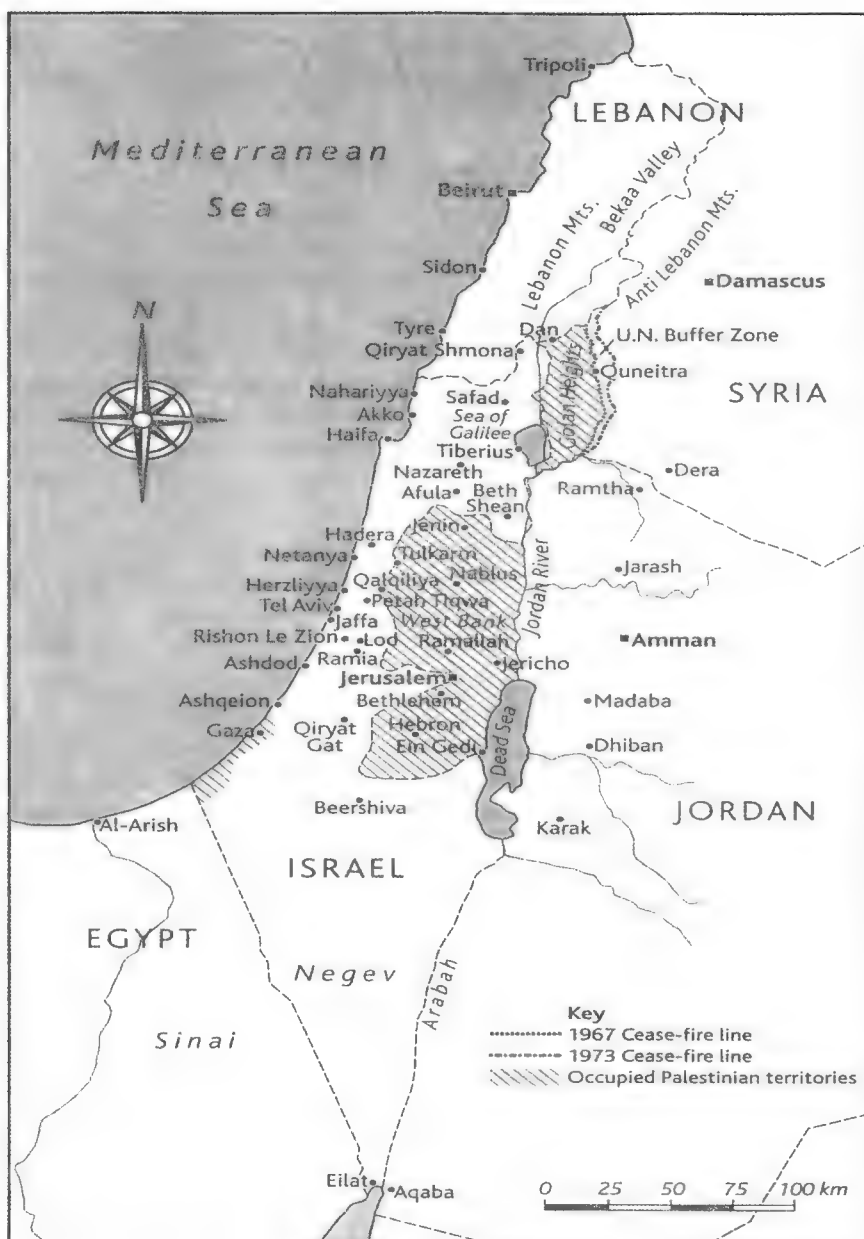 Tripoli
LEBANON
Mediterranean
Sea
Bekaa Valley
Beirut
Lebanon Mts.
Anti Lebanon Mts.
Sidon
Damascus
N
Tyre
Dan
U.N. Buffer Zone
Qiryat Shmona
Quneitra
Golan Heights
SYRIA
Nahariyya
Safad
Akko
Sea of
Galilee
Haifa
Tiberius
Nazareth
Dera
Afula
Beth
Shean
Ramtha
Jenin
Hadera
Netanya
Tulkarm
Jarash
Nablus
Herzliyya
Qalqiliya
Petah Tiqwa
Tel Aviv
Jaffa
West Bank
Jordan River
Rishon Le Zion
Lod
Amman
Ramia
Ramallah
Ashdod
Jericho
Jerusalem
Bethlehem
Ashqeion
Madaba
Gaza
Qiryat
Gat
Hebron
Ein Gedi
Dead Sea
Dhiban
Beershiva
Al-Arish
Karak
JORDAN
ISRAEL
EGYPT
Negev
Arabah
Sinai
Key
1967 Cease-fire line
1973 Cease-fire line
Occupied Palestinian territories
Eilat
Aqaba
0 25 50 75 100 km